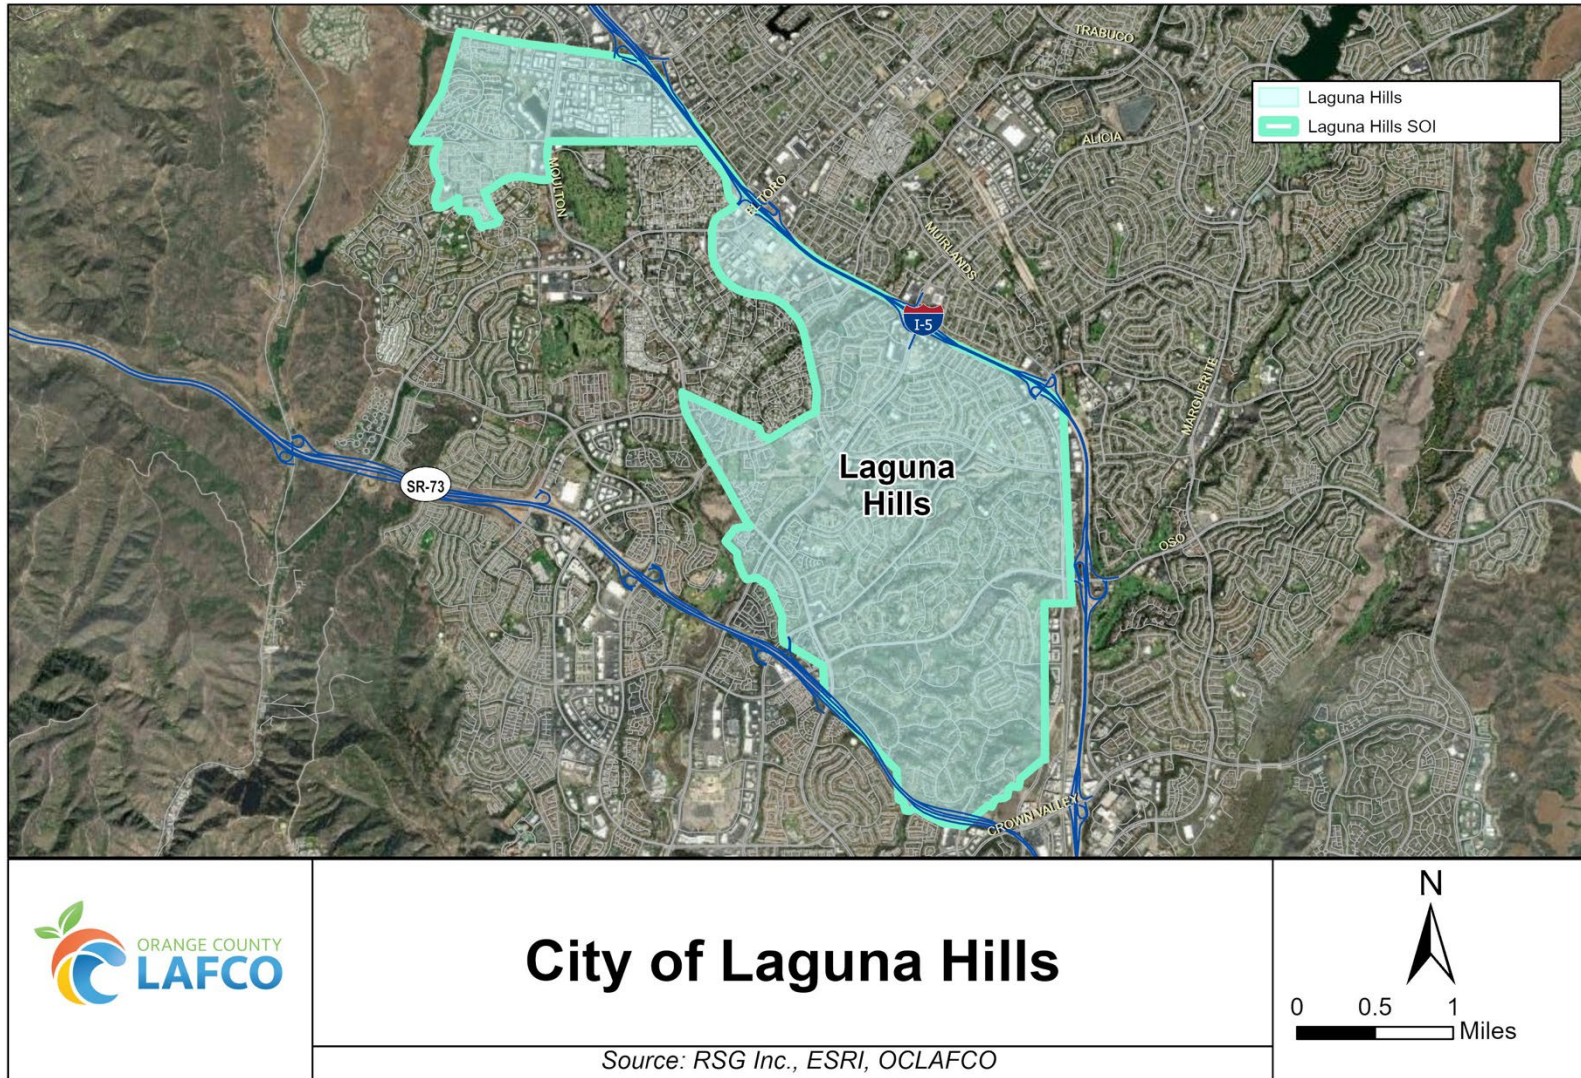 TRABUCO
Laguna Hills
Laguna Hills SOI
ALICIA
MOULTON
EL TORO
MUIRLANDS
I-5
MARGUERITE
Laguna
Hills
SR-73
OSO
CROWN VALLEY
ORANGE COUNTY
LAFCO
City of Laguna Hills
Source: RSG Inc., ESRI, OCLAFCO
N
0 0.5 1
Miles